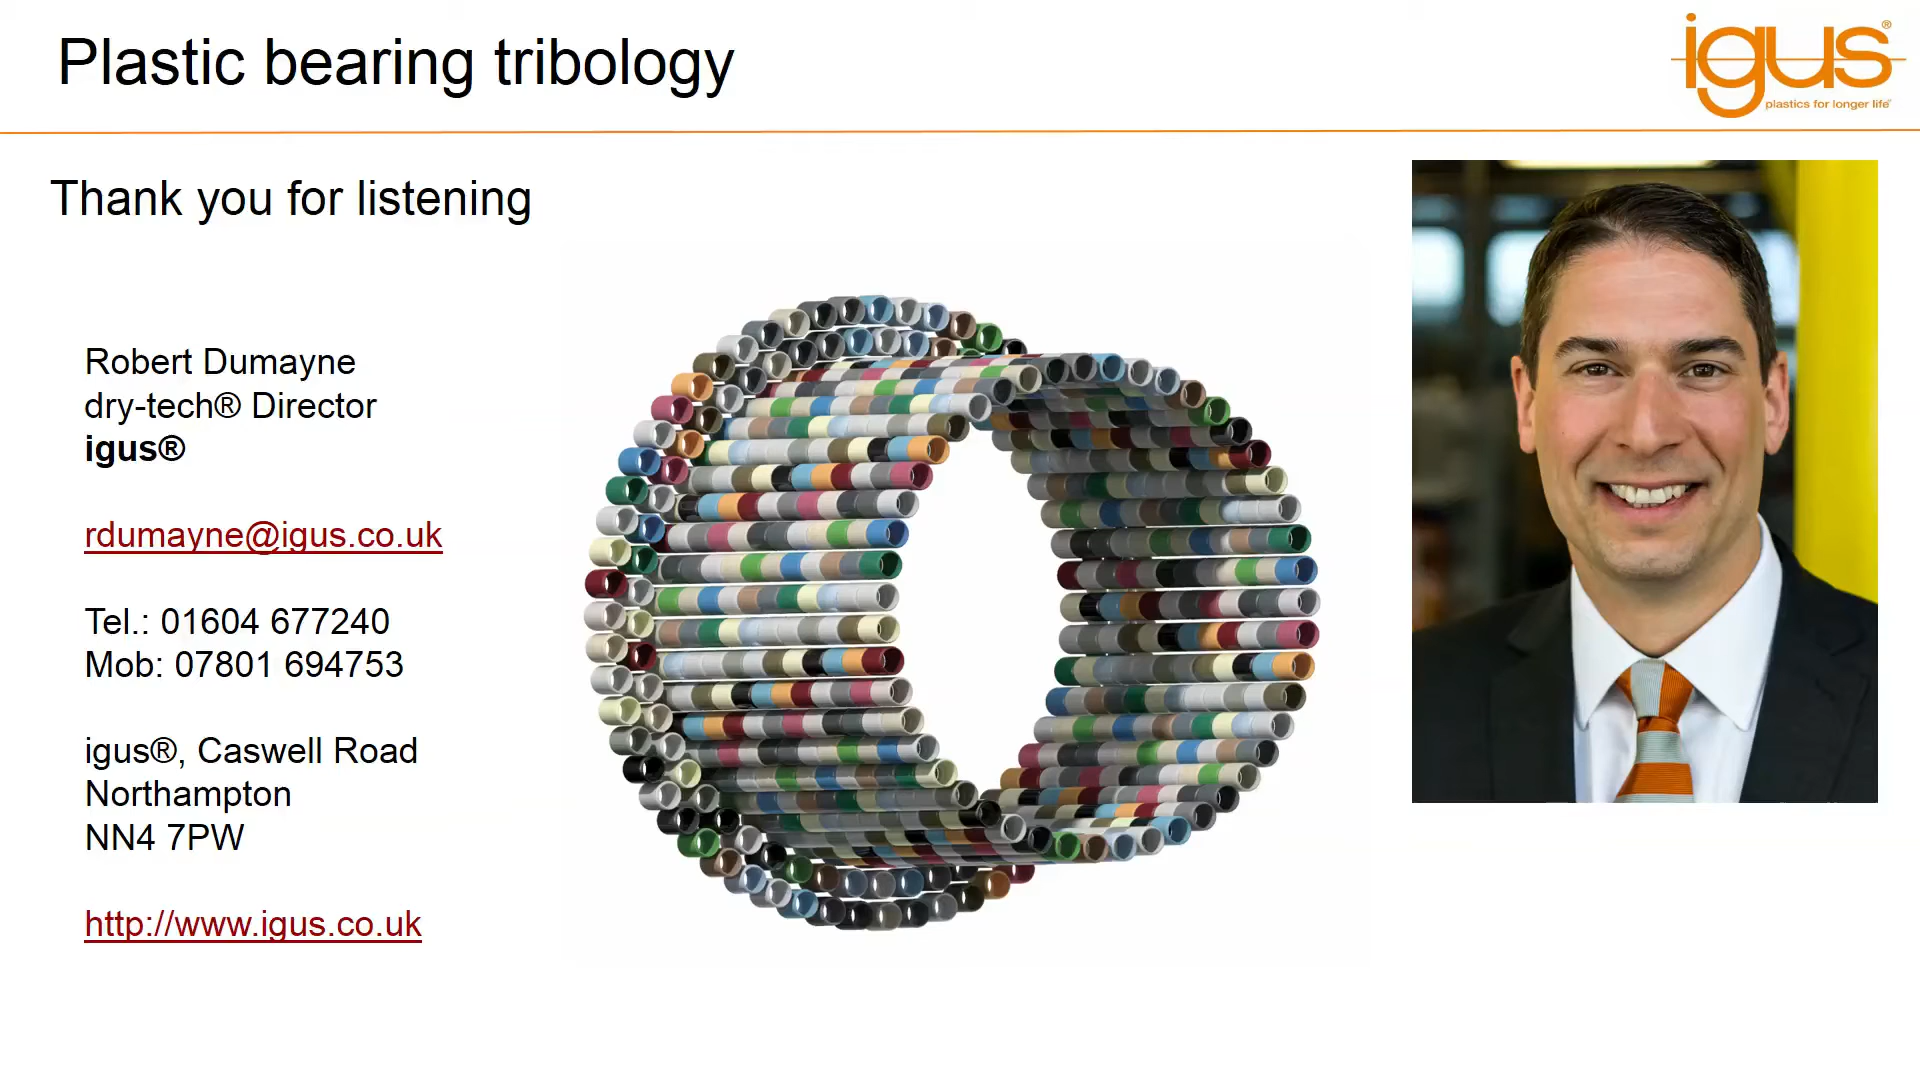 Plastic bearing tribology
igus®
plastics for longer life®
Thank you for listening
Robert Dumayne
dry-tech® Director
igus®
rdumayne@igus.co.uk
Tel.: 01604 677240
Mob: 07801 694753
igus®, Caswell Road
Northampton
NN4 7PW
http://www.igus.co.uk